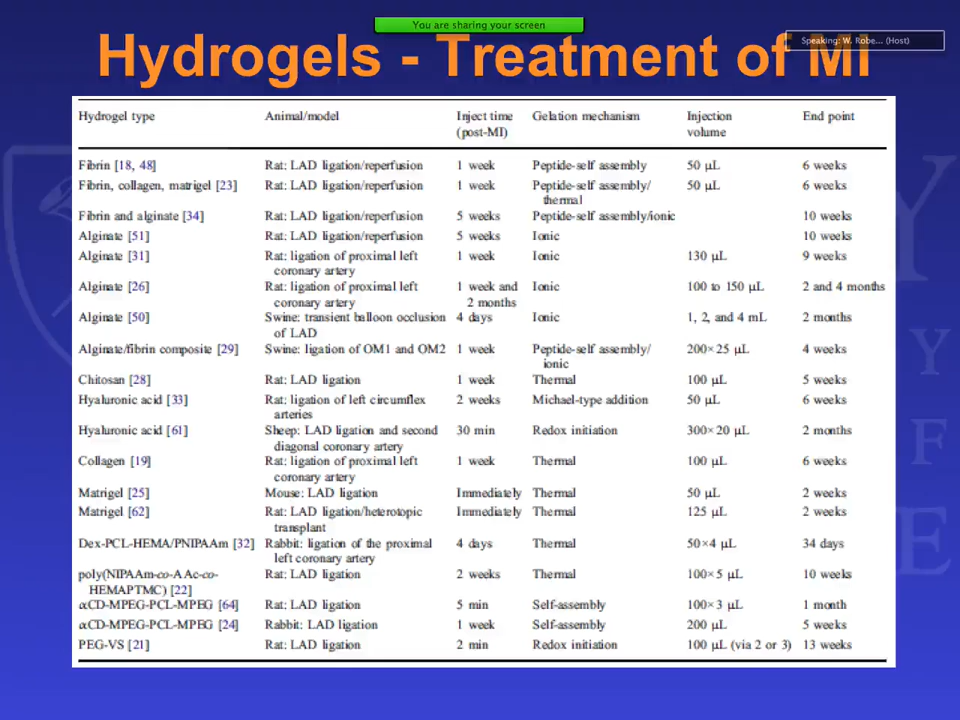 You are sharing your screen
Speaking: W. Robe... (Host)
Hydrogels - Treatment of MI
Hydrogel type Animal/model Inject time Gelation mechanism Injection End point
(post-MI) volume
Fibrin [18, 48] Rat: LAD ligation/reperfusion 1 week Peptide-self assembly 50 µL 6 weeks
Fibrin, collagen, matrigel [23] Rat: LAD ligation/reperfusion 1 week Peptide-self assembly/ 50 µL 6 weeks
thermal
Fibrin and alginate [34] Rat: LAD ligation/reperfusion 5 weeks Peptide-self assembly/ionic 10 weeks
Alginate [51] Rat: LAD ligation/reperfusion 5 weeks Ionic 10 weeks
Alginate [31] Rat: ligation of proximal left 1 week Ionic 130 µL 9 weeks
coronary artery
Alginate [26] Rat: ligation of proximal left 1 week and Ionic 100 to 150 µL 2 and 4 months
coronary artery 2 months
Alginate [50] Swine: transient balloon occlusion 4 days Ionic 1, 2, and 4 mL 2 months
of LAD
Alginate/fibrin composite [29] Swine: ligation of OM1 and OM2 1 week Peptide-self assembly/ 200×25 µL 4 weeks
ionic
Chitosan [28] Rat: LAD ligation 1 week Thermal 100 µL 5 weeks
Hyaluronic acid [33] Rat: ligation of left circumflex 2 weeks Michael-type addition 50 µL 6 weeks
arteries
Hyaluronic acid [61] Sheep: LAD ligation and second 30 min Redox initiation 300×20 µL 2 months
diagonal coronary artery
Collagen [19] Rat: ligation of proximal left 1 week Thermal 100 µL 6 weeks
coronary artery
Matrigel [25] Mouse: LAD ligation Immediately Thermal 50 µL 2 weeks
Matrigel [62] Rat: LAD ligation/heterotopic Immediately Thermal 125 µL 2 weeks
transplant
Dex-PCL-HEMA/PNIPAAm [32] Rabbit: ligation of the proximal 4 days Thermal 50×4 µL 34 days
left coronary artery
poly(NIPAAm-co-AAc-co- Rat: LAD ligation 2 weeks Thermal 100×5 µL 10 weeks
HEMAPTMC) [22]
αCD-MPEG-PCL-MPEG [64] Rat: LAD ligation 5 min Self-assembly 100×3 µL 1 month
αCD-MPEG-PCL-MPEG [24] Rabbit: LAD ligation 1 week Self-assembly 200 µL 5 weeks
PEG-VS [21] Rat: LAD ligation 2 min Redox initiation 100 µL (via 2 or 3) 13 weeks
Y
Y
F
E